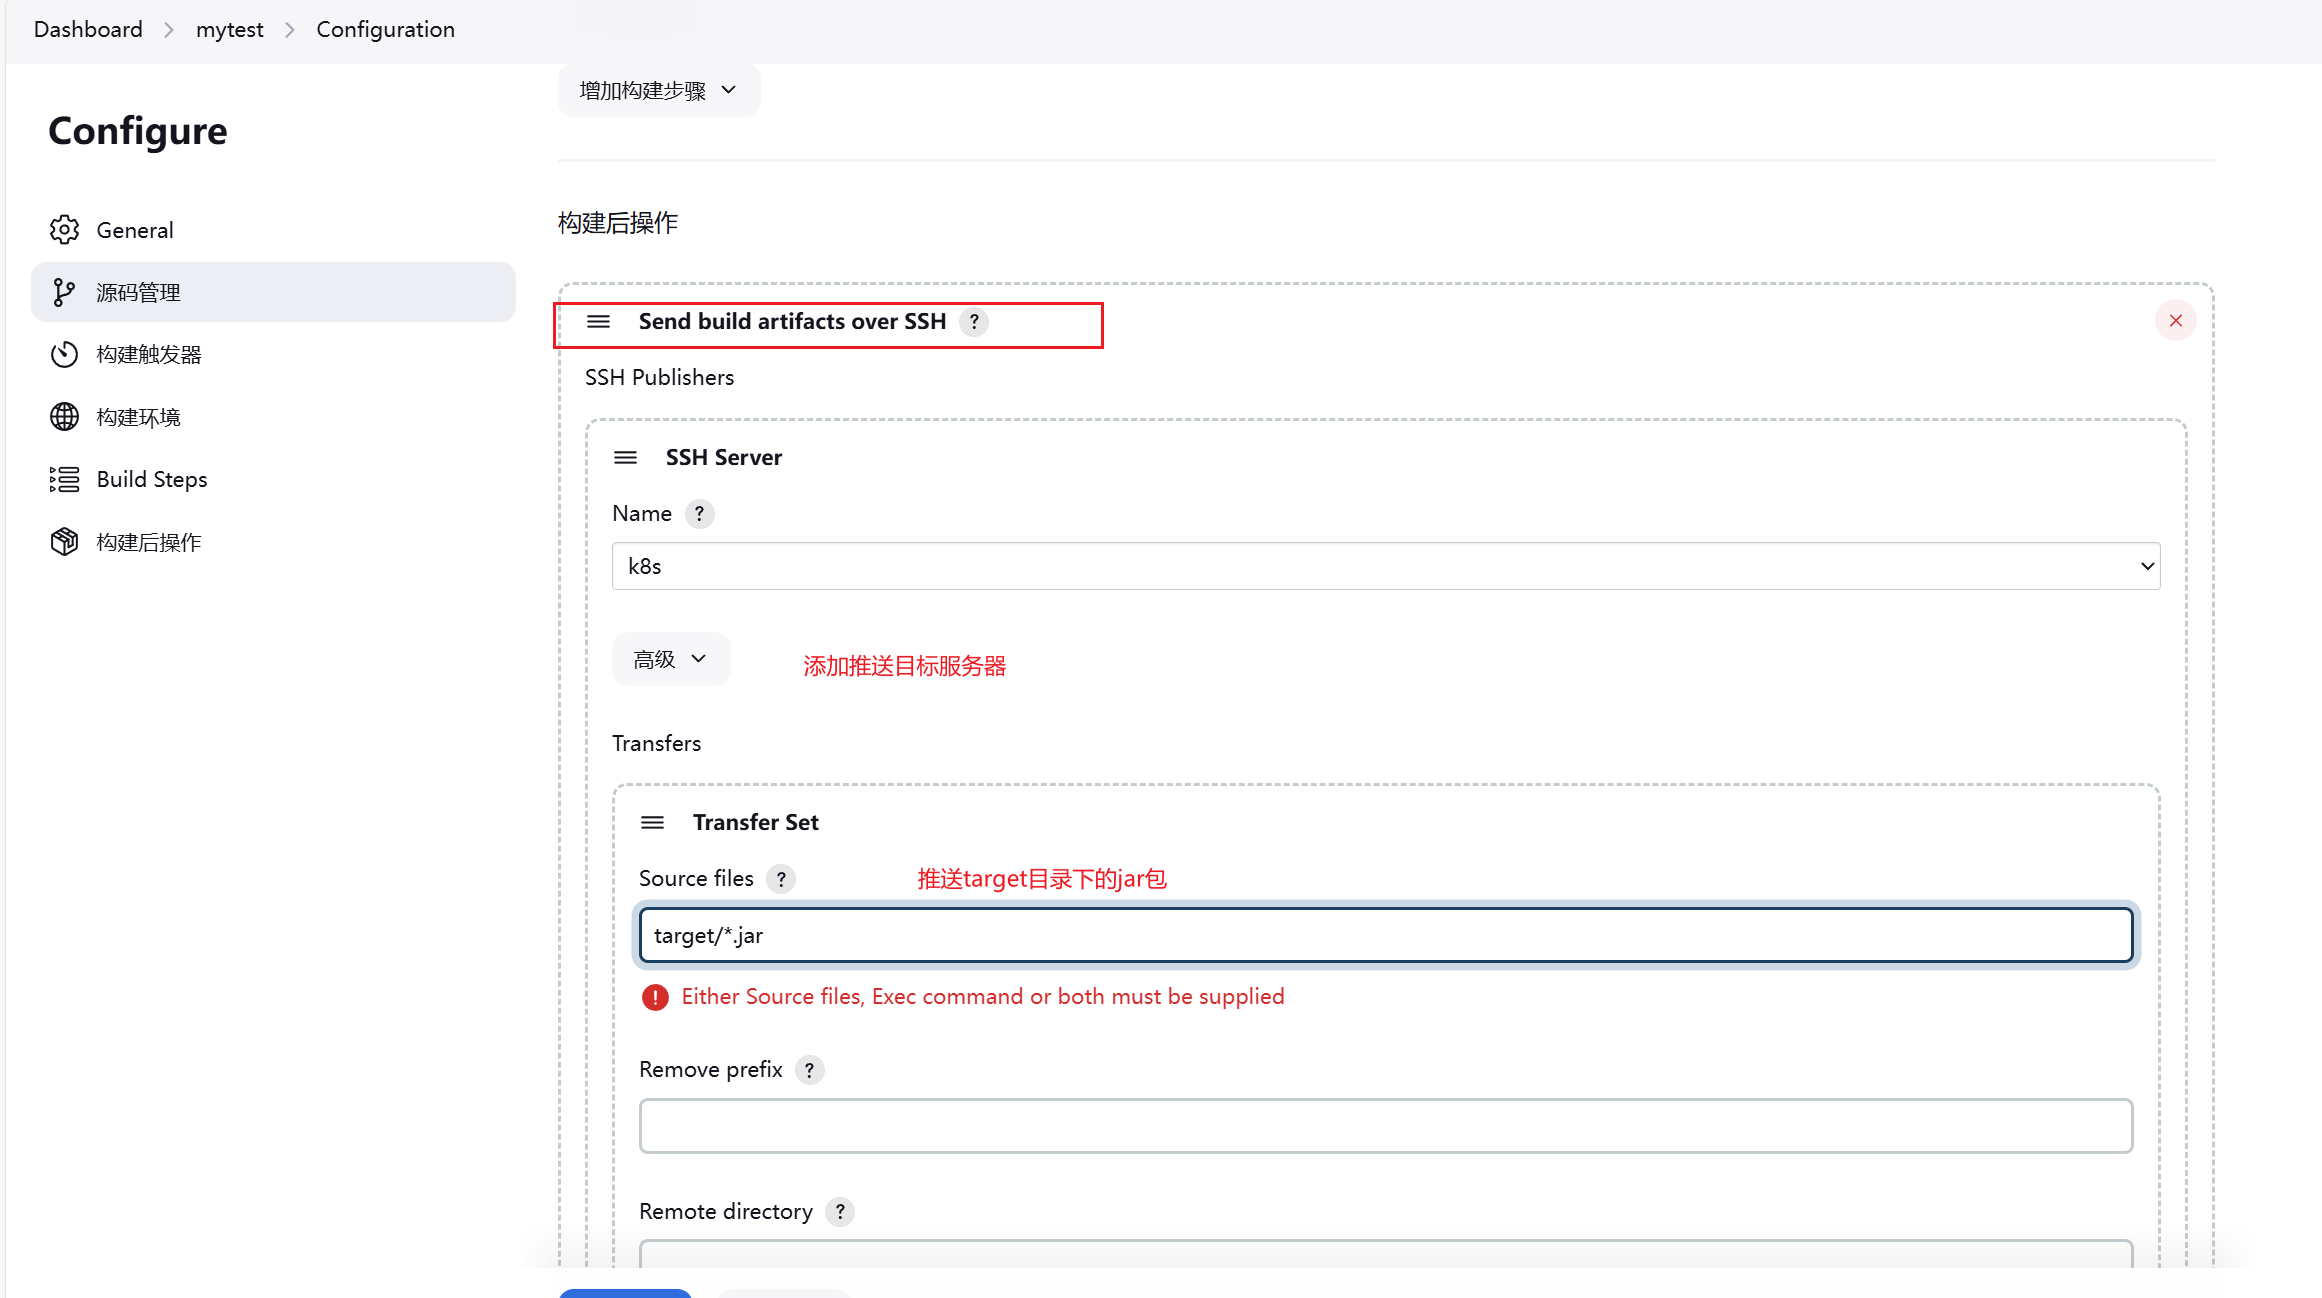 Dashboard > mytest > Configuration
增加构建步骤
Configure
General
源码管理
构建触发器
构建环境
Build Steps
构建后操作
构建后操作
Send build artifacts over SSH ?
SSH Publishers
SSH Server
Name ?
k8s
高级
添加推送目标服务器
Transfers
Transfer Set
Source files ?
推送target目录下的jar包
target/*.jar
Either Source files, Exec command or both must be supplied
Remove prefix ?
Remote directory ?